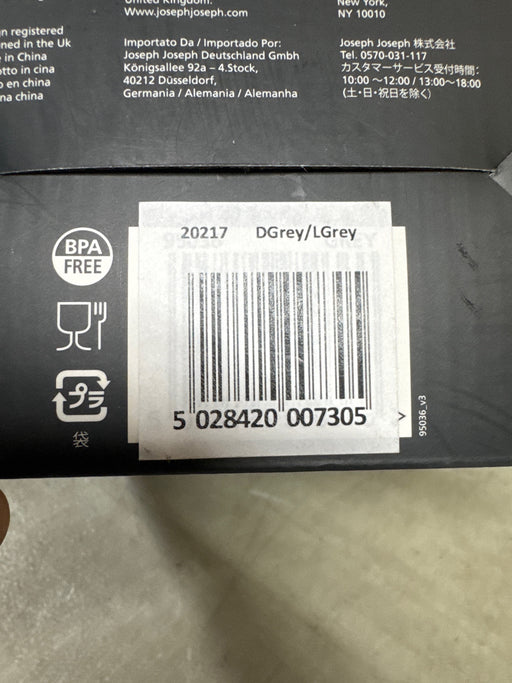 United Kingdom.
Www.josephjoseph.com
New York,
NY 10010
n registered
ned in the Uk
e in China
otto in cina
o en china
na china
Importato Da / Importado Por:
Joseph Joseph Deutschland Gmbh
Königsallee 92a – 4.Stock,
40212 Düsseldorf,
Germania / Alemania / Alemanha
Joseph Joseph 株式会社
Tel. 0570-031-117
カスタマーサービス受付時間:
10:00 ～12:00 / 13:00～18:00
(土・日・祝日を除く)
BPA
FREE
プラ
袋
20217 DGrey/LGrey
5 028420 007305
>
95036_v3